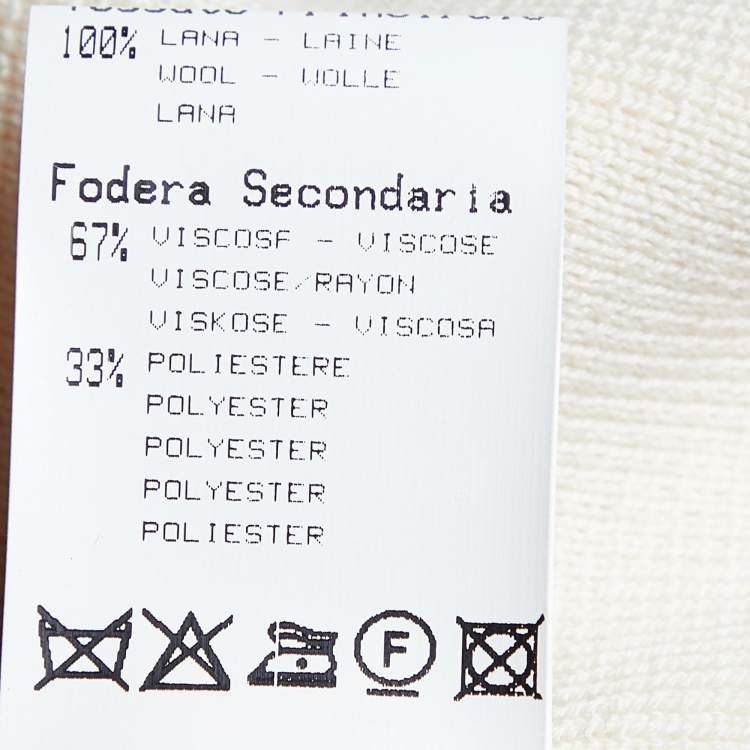 100% LANA - LAINE
WOOL - WOLLE
LANA
Fodera Secondaria
67% VISCOSA - VISCOSE
VISCOSE/RAYON
VISKOSE - VISCOSA
33% POLIESTERE
POLYESTER
POLYESTER
POLYESTER
POLIESTER
F